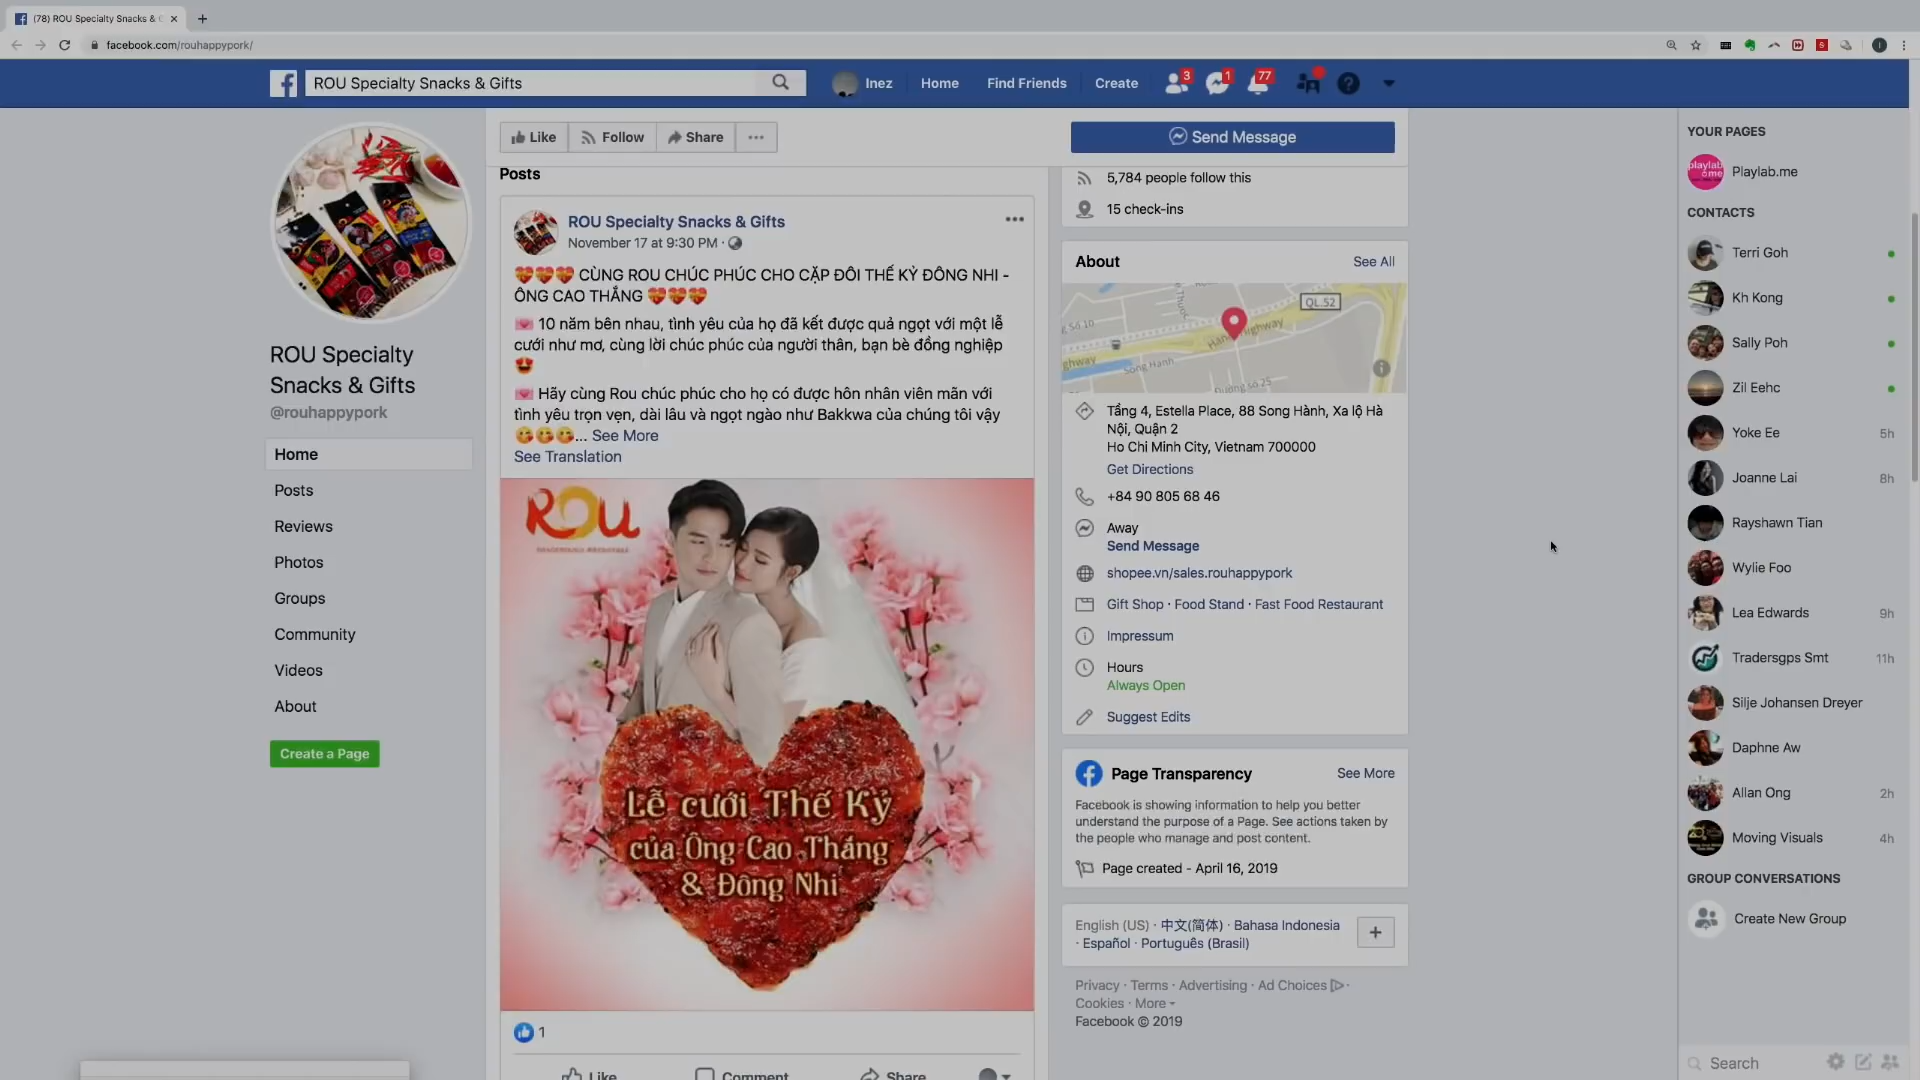 (78) ROU Specialty Snacks &
facebook.com/rouhappypork/
ROU Specialty Snacks & Gifts
Inez
Home
Find Friends
Create
3
1
77
Like
Follow
Share
Send Message
ROU Specialty
Snacks & Gifts
@rouhappypork
Home
Posts
Reviews
Photos
Groups
Community
Videos
About
Create a Page
Posts
ROU Specialty Snacks & Gifts
November 17 at 9:30 PM ·
CÙNG ROU CHÚC PHÚC CHO CẶP ĐÔI THẾ KỶ ĐÔNG NHI -
ÔNG CAO THẮNG
10 năm bên nhau, tình yêu của họ đã kết được quả ngọt với một lễ
cưới như mơ, cùng lời chúc phúc của người thân, bạn bè đồng nghiệp
Hãy cùng Rou chúc phúc cho họ có được hôn nhân viên mãn với
tình yêu trọn vẹn, dài lâu và ngọt ngào như Bakkwa của chúng tôi vậy
... See More
See Translation
ROU
Lễ cưới Thế Kỷ
của Ông Cao Thắng
& Đông Nhi
1
Like
Comment
Share
5,784 people follow this
15 check-ins
About
See All
QL.52
Song Hanh
Đuong số 25
Tầng 4, Estella Place, 88 Song Hành, Xa lộ Hà
Nội, Quận 2
Ho Chi Minh City, Vietnam 700000
Get Directions
+84 90 805 68 46
Away
Send Message
shopee.vn/sales.rouhappypork
Gift Shop · Food Stand · Fast Food Restaurant
Impressum
Hours
Always Open
Suggest Edits
Page Transparency
See More
Facebook is showing information to help you better
understand the purpose of a Page. See actions taken by
the people who manage and post content.
Page created - April 16, 2019
English (US) · 中文(简体) · Bahasa Indonesia
· Español · Português (Brasil)
Privacy · Terms · Advertising · Ad Choices ·
Cookies · More
Facebook © 2019
YOUR PAGES
playlab
.me
Playlab.me
CONTACTS
Terri Goh
Kh Kong
Sally Poh
Zil Eehc
Yoke Ee 5h
Joanne Lai 8h
Rayshawn Tian
Wylie Foo
Lea Edwards 9h
Tradersgps Smt 11h
Silje Johansen Dreyer
Daphne Aw
Allan Ong 2h
Moving Visuals 4h
GROUP CONVERSATIONS
Create New Group
Search